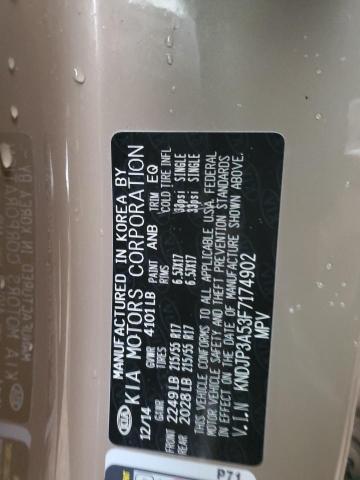 MANUFACTURED IN KOREA BY
KIA MOTORS CORPORATION
12/14 GVWR 4101LB PAINT ANB TRIM EQ
GAWR TIRES RIMS COLD TIRE INFL
FRONT 2249LB 215/55 R17 6.5JX17 33psi SINGLE
REAR 2028LB 215/55 R17 6.5JX17 33psi SINGLE
THIS VEHICLE CONFORMS TO ALL APPLICABLE U.S.A. FEDERAL
MOTOR VEHICLE SAFETY AND THEFT PREVENTION STANDARDS
IN EFFECT ON THE DATE OF MANUFACTURE SHOWN ABOVE.
V.I.N KNDJP3A53F7174902
MPV
KIA
P71